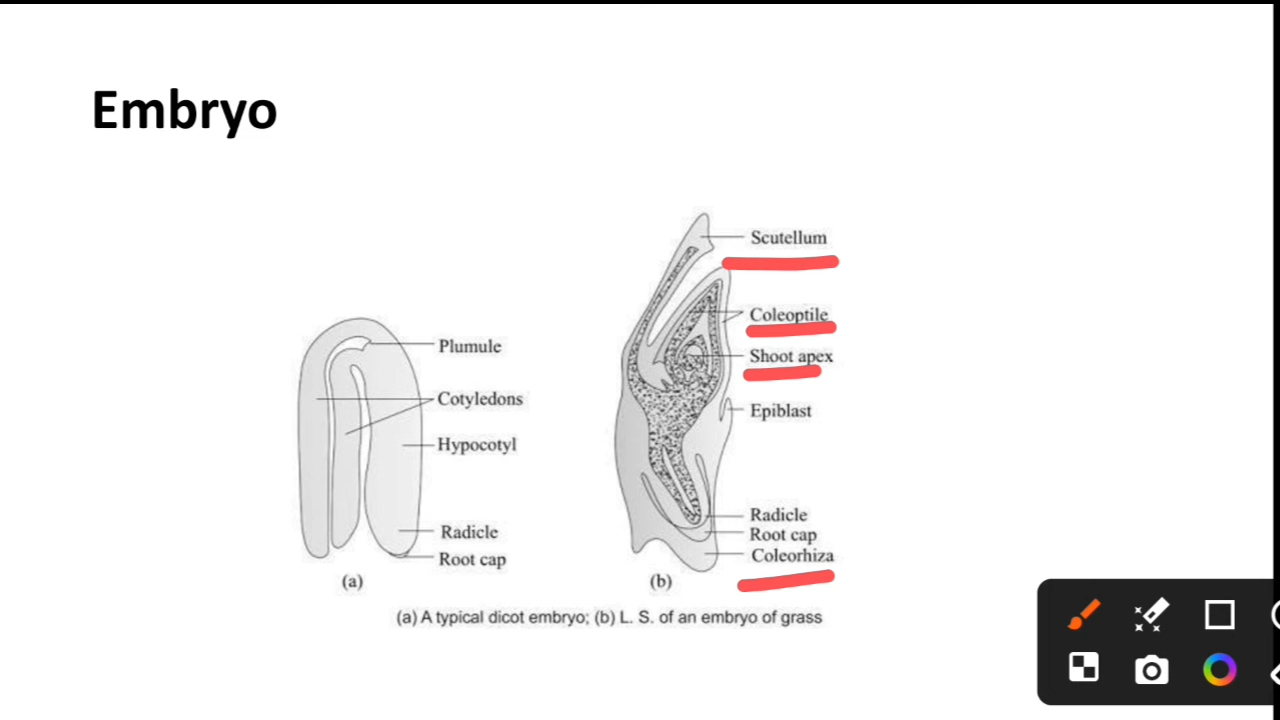 Embryo
Plumule
Cotyledons
Hypocotyl
Radicle
Root cap
(a)
Scutellum
Coleoptile
Shoot apex
Epiblast
Radicle
Root cap
Coleorhiza
(b)
(a) A typical dicot embryo; (b) L. S. of an embryo of grass